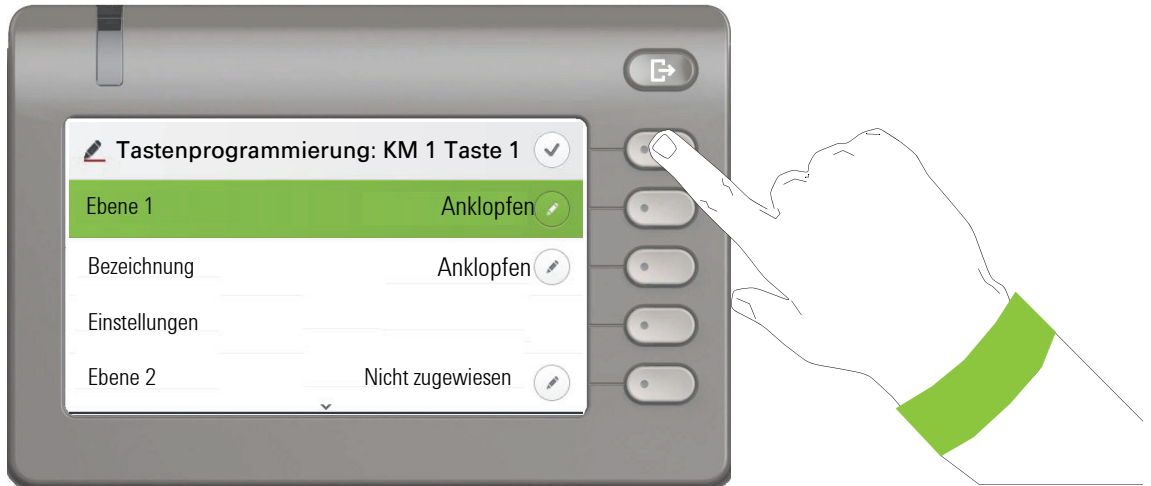 Tastenprogrammierung: KM 1 Taste 1
Ebene 1 Anklopfen
Bezeichnung Anklopfen
Einstellungen
Ebene 2 Nicht zugewiesen